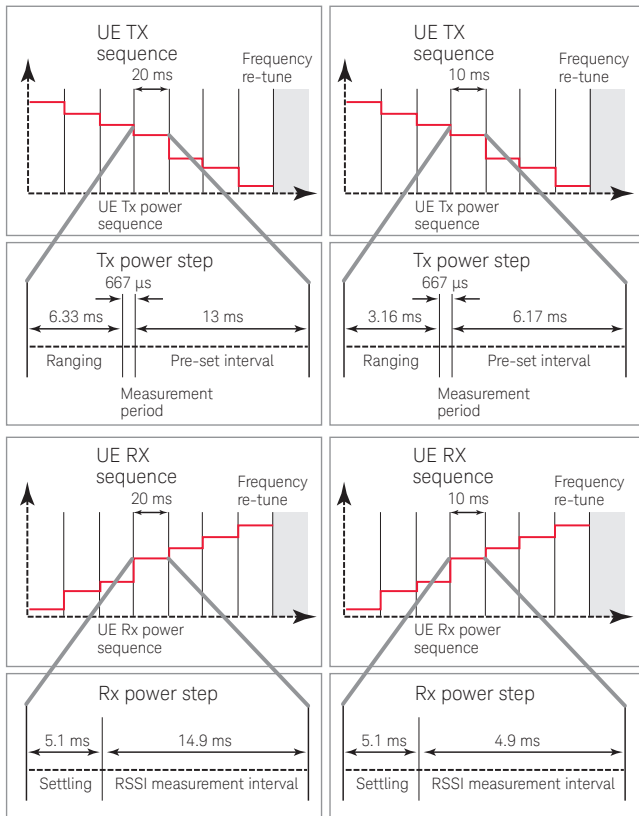 UE TX
sequence
20 ms
Frequency
re-tune
UE Tx power
sequence
Tx power step
667 µs
6.33 ms
13 ms
Ranging
Pre-set interval
Measurement
period
UE TX
sequence
10 ms
Frequency
re-tune
UE Tx power
sequence
Tx power step
667 µs
3.16 ms
6.17 ms
Ranging
Pre-set interval
Measurement
period
UE RX
sequence
20 ms
Frequency
re-tune
UE Rx power
sequence
Rx power step
5.1 ms
14.9 ms
Settling
RSSI measurement interval
UE RX
sequence
10 ms
Frequency
re-tune
UE Rx power
sequence
Rx power step
5.1 ms
4.9 ms
Settling
RSSI measurement interval